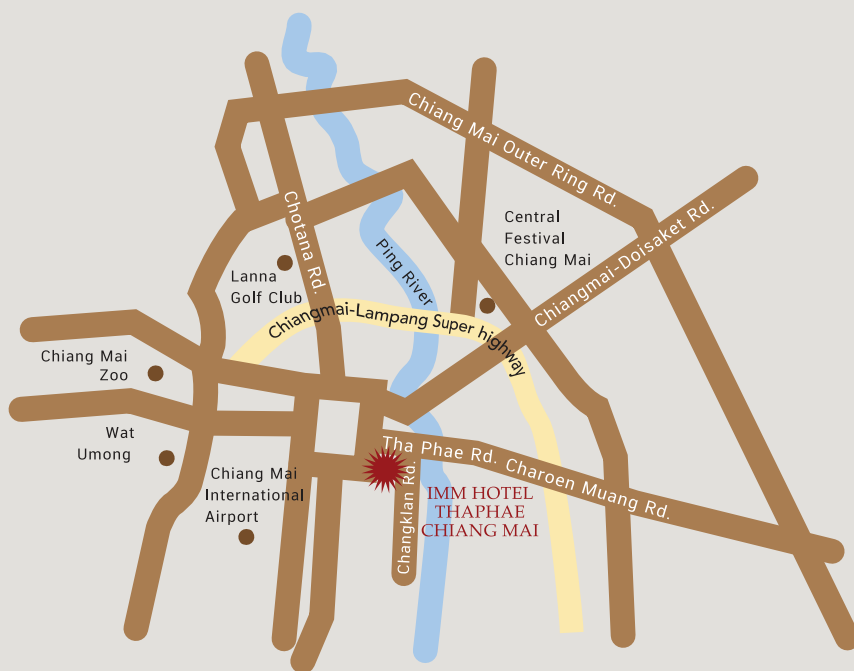 Chiang Mai Outer Ring Rd.
Chiangmai-Doisaket Rd.
Chotana Rd.
Central
Festival
Chiang Mai
Ping River
Lanna
Golf Club
Chiangmai-Lampang Super highway
Chiang Mai
Zoo
Wat
Umong
Tha Phae Rd.
Charoen Muang Rd.
Chiang Mai
International
Airport
Changklan Rd.
IMM HOTEL
THAPHAE
CHIANG MAI